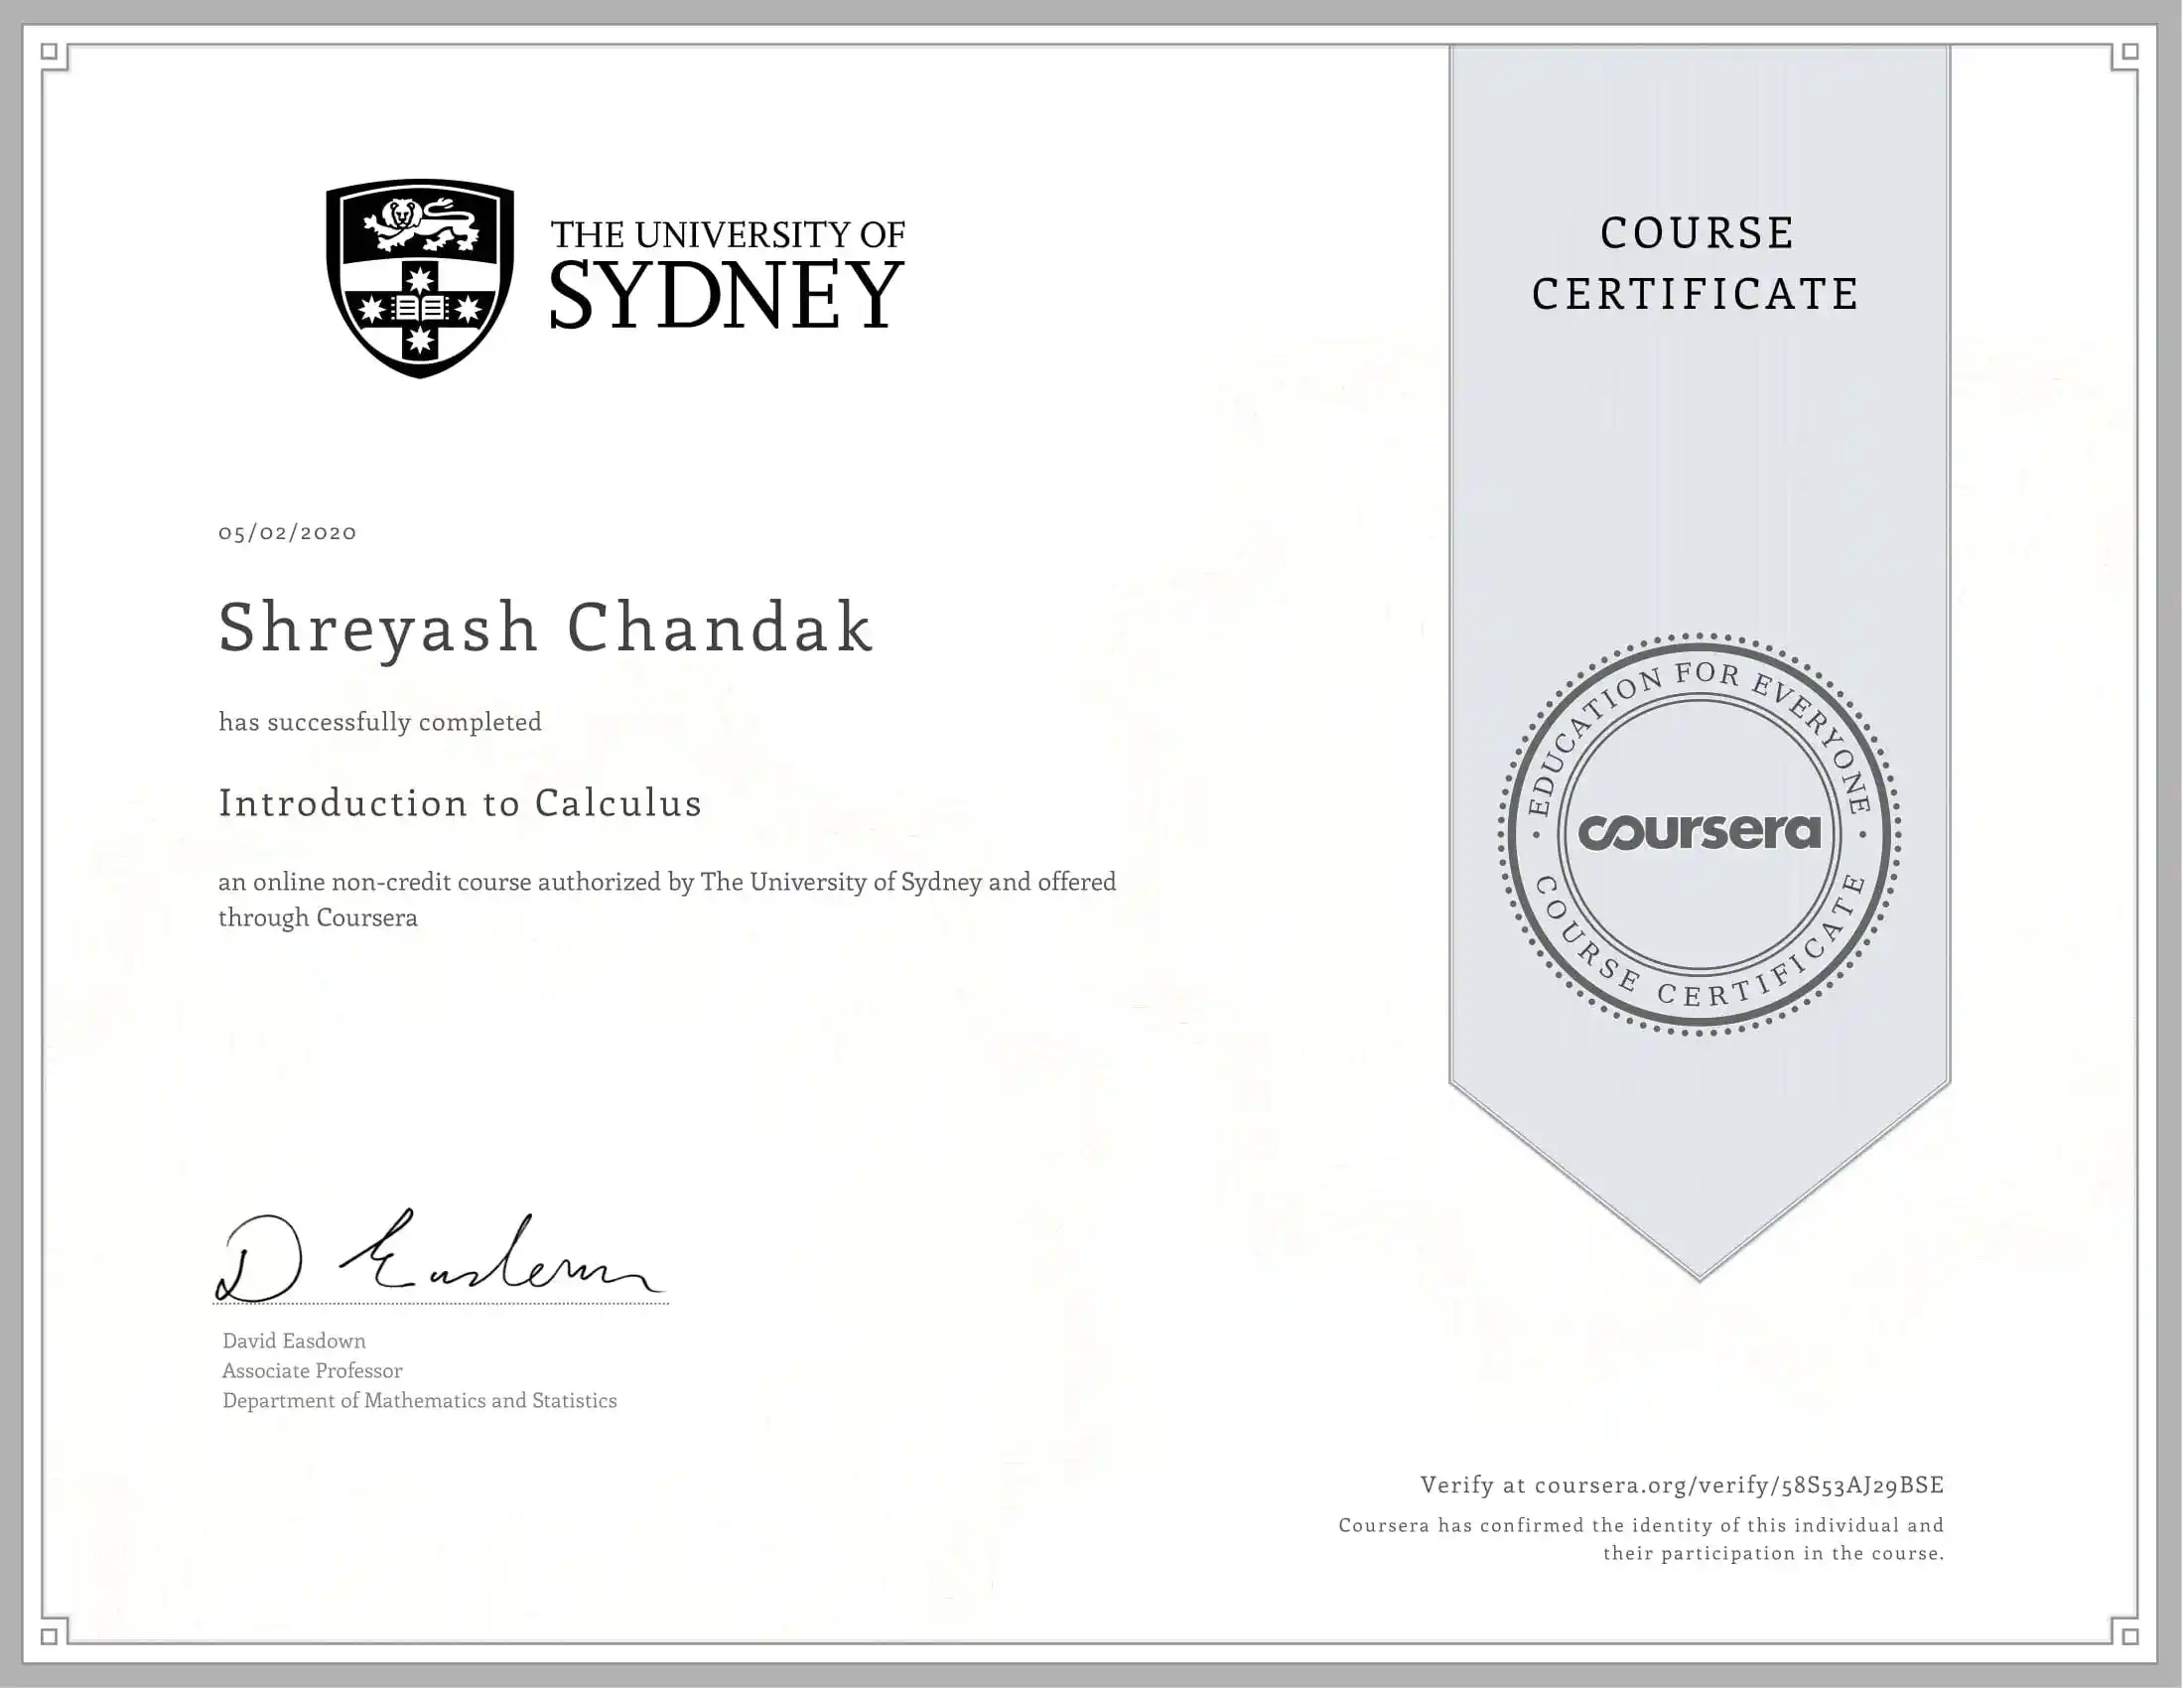 THE UNIVERSITY OF
SYDNEY
COURSE
CERTIFICATE
05/02/2020
Shreyash Chandak
has successfully completed
Introduction to Calculus
an online non-credit course authorized by The University of Sydney and offered
through Coursera
EDUCATION FOR EVERYONE
coursera
COURSE CERTIFICATE
D Easdown
David Easdown
Associate Professor
Department of Mathematics and Statistics
Verify at coursera.org/verify/58S53AJ29BSE
Coursera has confirmed the identity of this individual and
their participation in the course.